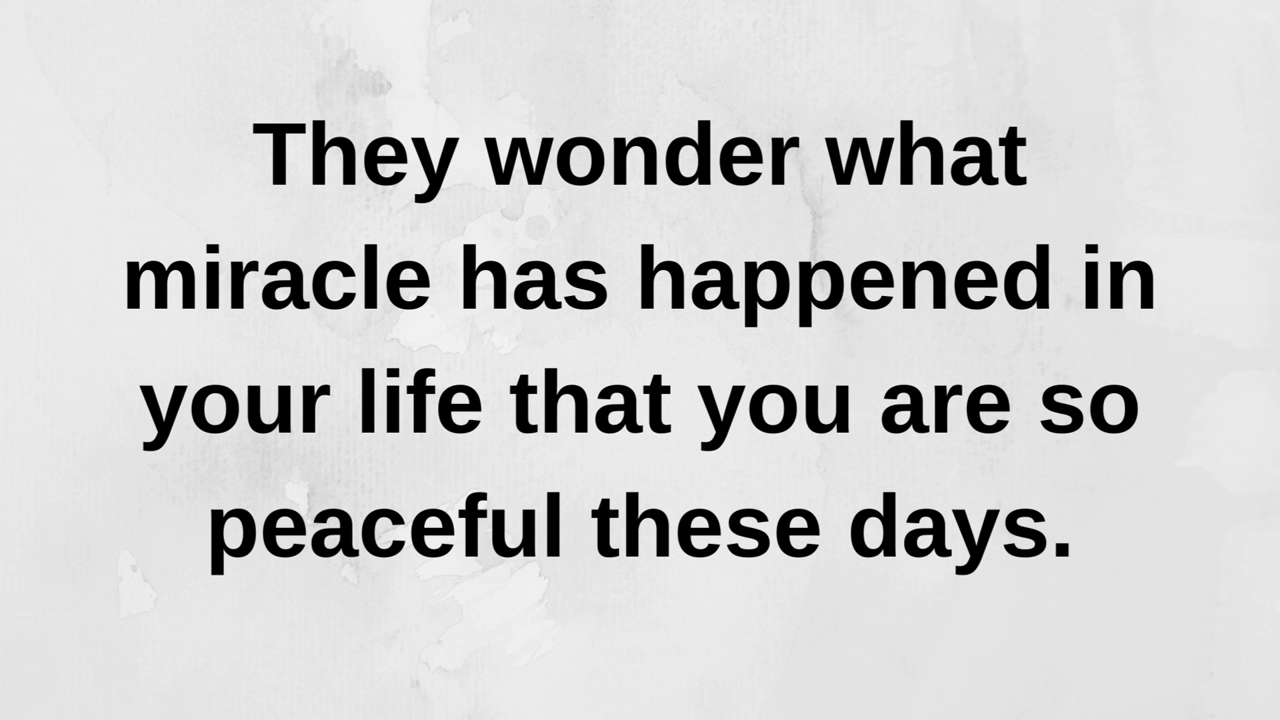 They wonder what
miracle has happened in
your life that you are so
peaceful these days.